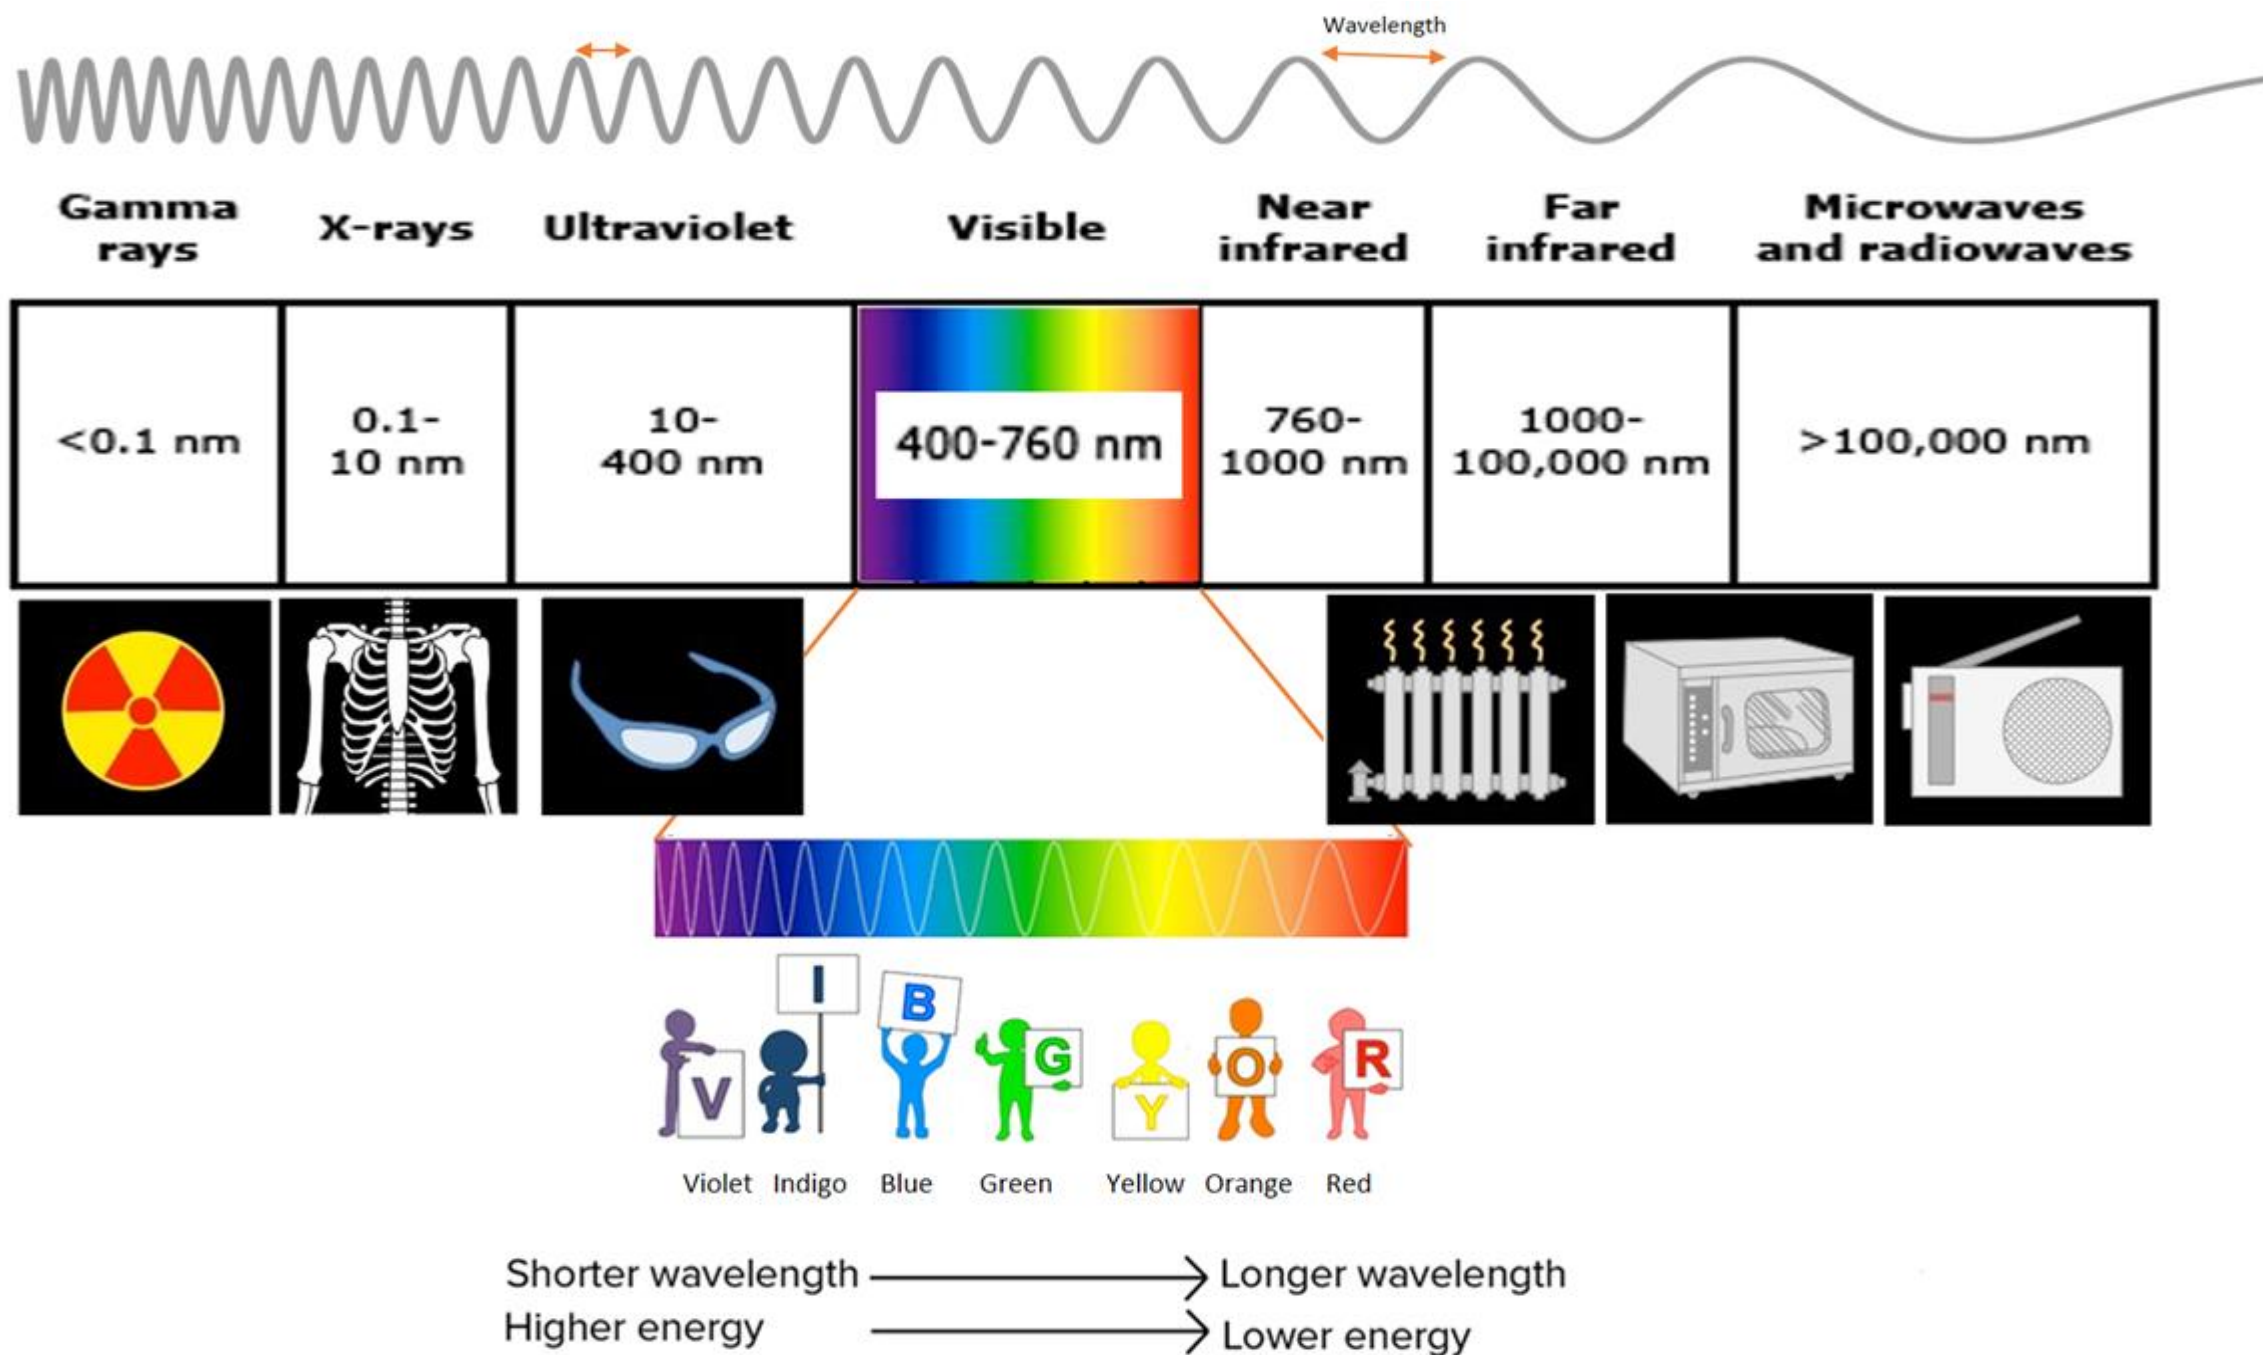 Wavelength
Gamma
rays
X-rays
Ultraviolet
Visible
Near
infrared
Far
infrared
Microwaves
and radiowaves
<0.1 nm
0.1-
10 nm
10-
400 nm
400-760 nm
760-
1000 nm
1000-
100,000 nm
>100,000 nm
V
I
B
G
Y
O
R
Violet Indigo Blue Green Yellow Orange Red
Shorter wavelength Longer wavelength
Higher energy Lower energy